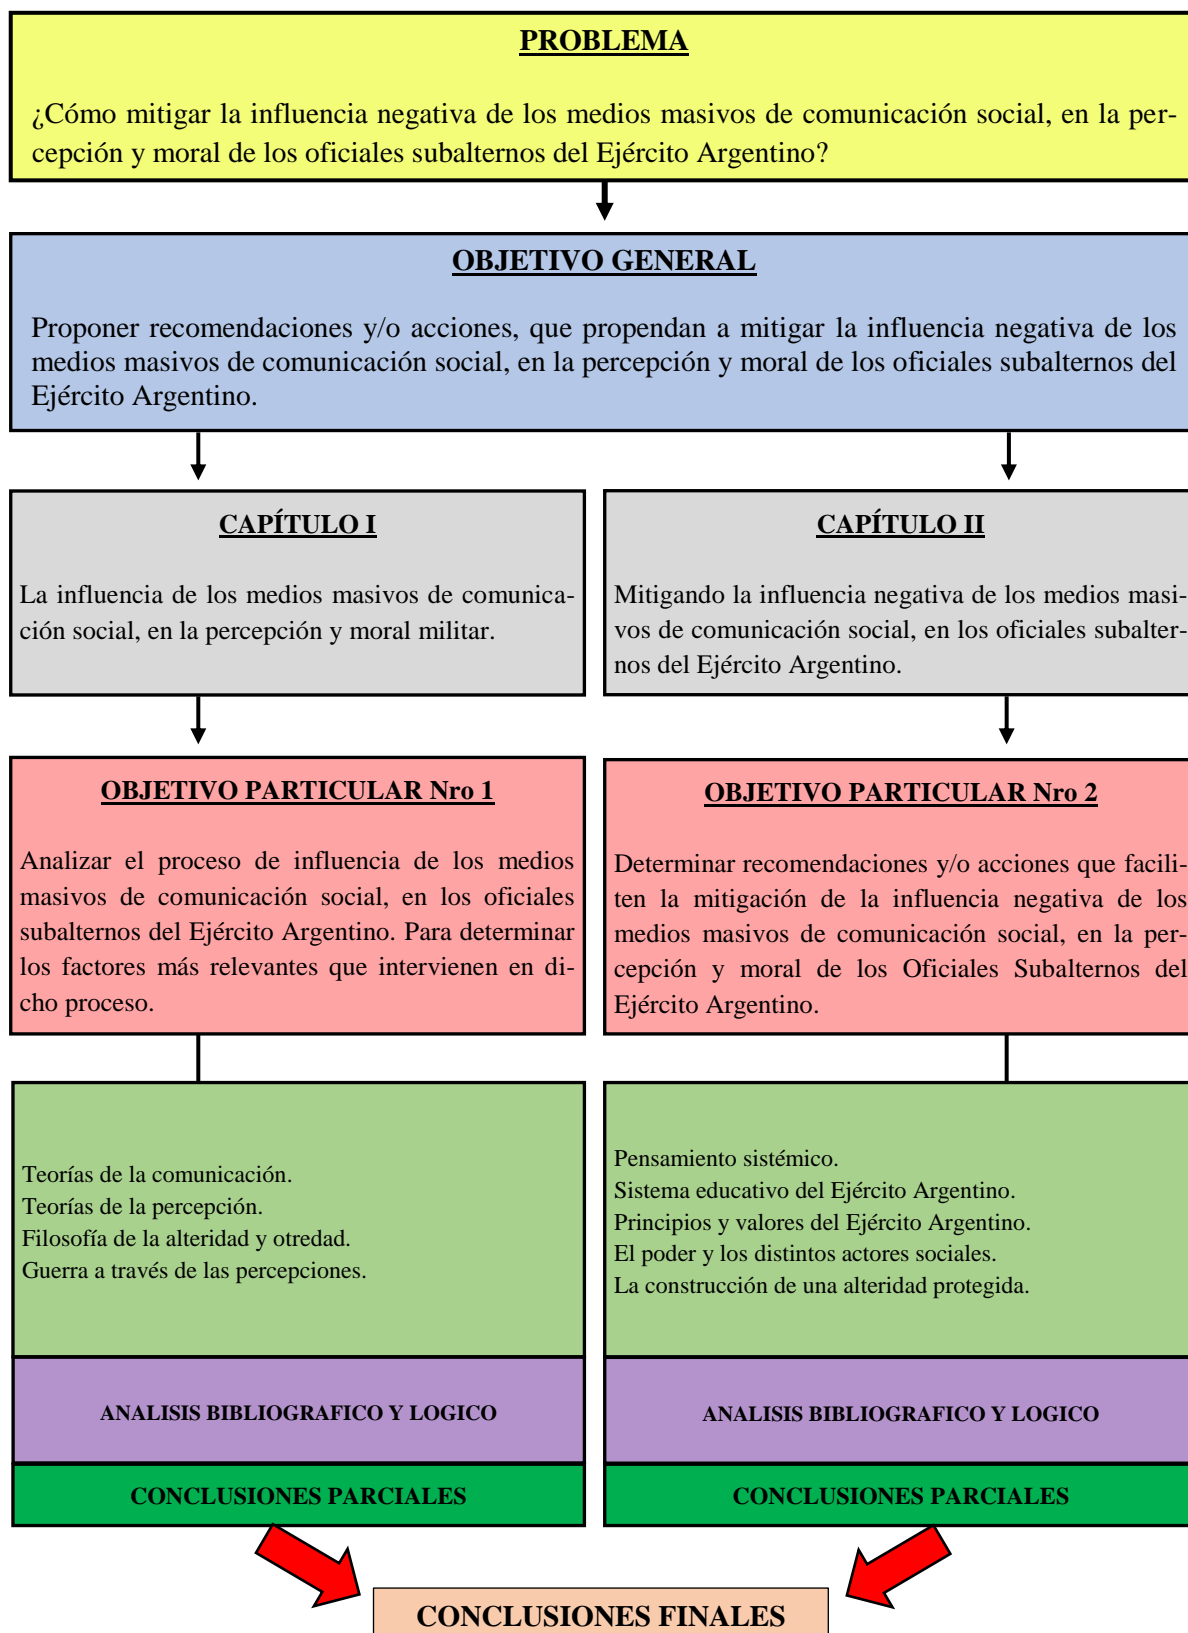 PROBLEMA
¿Cómo mitigar la influencia negativa de los medios masivos de comunicación social, en la per-
cepción y moral de los oficiales subalternos del Ejército Argentino?
OBJETIVO GENERAL
Proponer recomendaciones y/o acciones, que propendan a mitigar la influencia negativa de los
medios masivos de comunicación social, en la percepción y moral de los oficiales subalternos del
Ejército Argentino.
CAPÍTULO I
La influencia de los medios masivos de comunica-
ción social, en la percepción y moral militar.
CAPÍTULO II
Mitigando la influencia negativa de los medios masi-
vos de comunicación social, en los oficiales subalter-
nos del Ejército Argentino.
OBJETIVO PARTICULAR Nro 1
Analizar el proceso de influencia de los medios
masivos de comunicación social, en los oficiales
subalternos del Ejército Argentino. Para determinar
los factores más relevantes que intervienen en di-
cho proceso.
OBJETIVO PARTICULAR Nro 2
Determinar recomendaciones y/o acciones que facili-
ten la mitigación de la influencia negativa de los
medios masivos de comunicación social, en la per-
cepción y moral de los Oficiales Subalternos del
Ejército Argentino.
Teorías de la comunicación.
Teorías de la percepción.
Filosofía de la alteridad y otredad.
Guerra a través de las percepciones.
Pensamiento sistémico.
Sistema educativo del Ejército Argentino.
Principios y valores del Ejército Argentino.
El poder y los distintos actores sociales.
La construcción de una alteridad protegida.
ANALISIS BIBLIOGRAFICO Y LOGICO
ANALISIS BIBLIOGRAFICO Y LOGICO
CONCLUSIONES PARCIALES
CONCLUSIONES PARCIALES
CONCLUSIONES FINALES